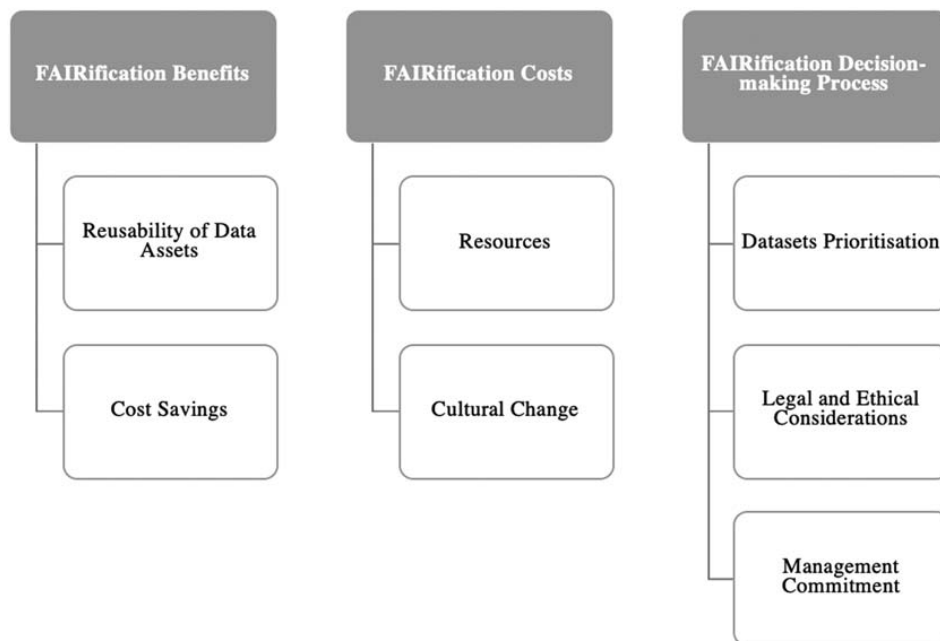 FAIRification Benefits
Reusability of Data
Assets
Cost Savings
FAIRification Costs
Resources
Cultural Change
FAIRification Decision-
making Process
Datasets Prioritisation
Legal and Ethical
Considerations
Management
Commitment